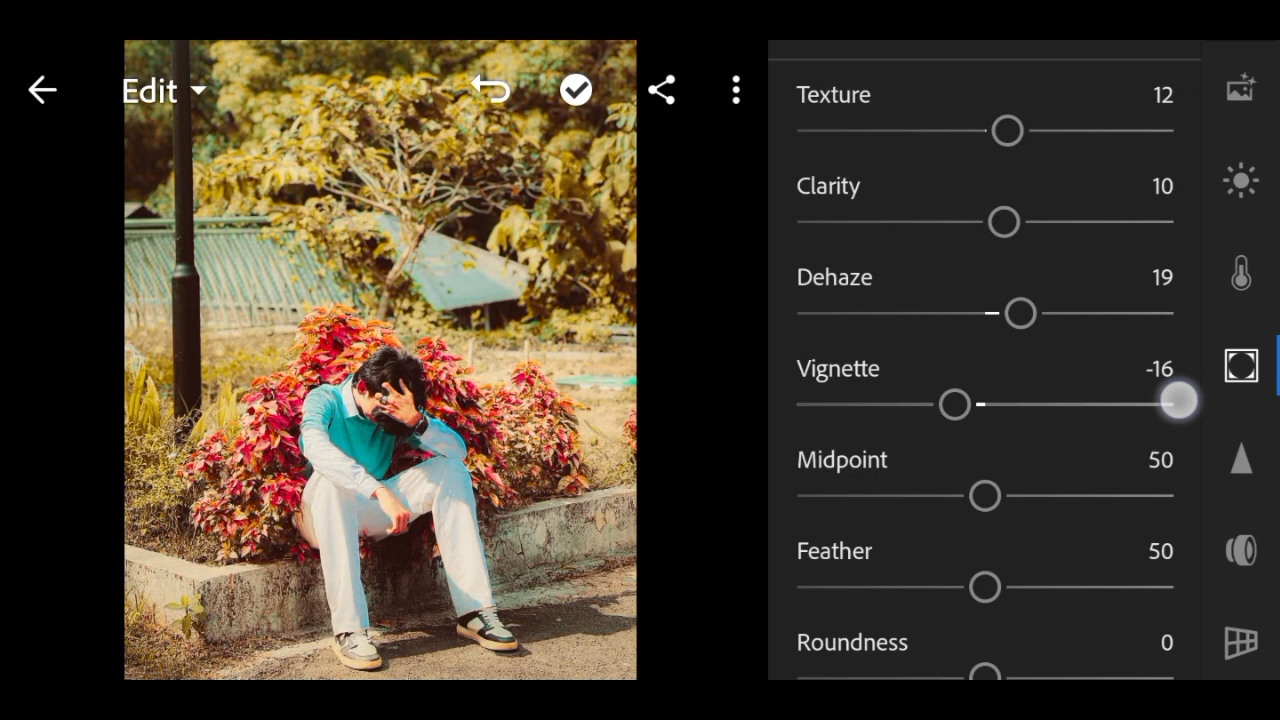 Edit
Texture 12
Clarity 10
Dehaze 19
Vignette -16
Midpoint 50
Feather 50
Roundness 0